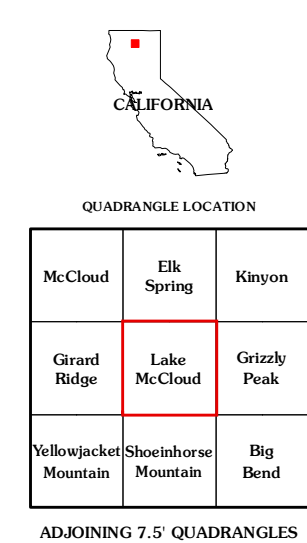 CALIFORNIA
QUADRANGLE LOCATION
McCloud
Elk
Spring
Kinyon
Girard
Ridge
Lake
McCloud
Grizzly
Peak
Yellowjacket
Mountain
Shoeinhorse
Mountain
Big
Bend
ADJOINING 7.5' QUADRANGLES